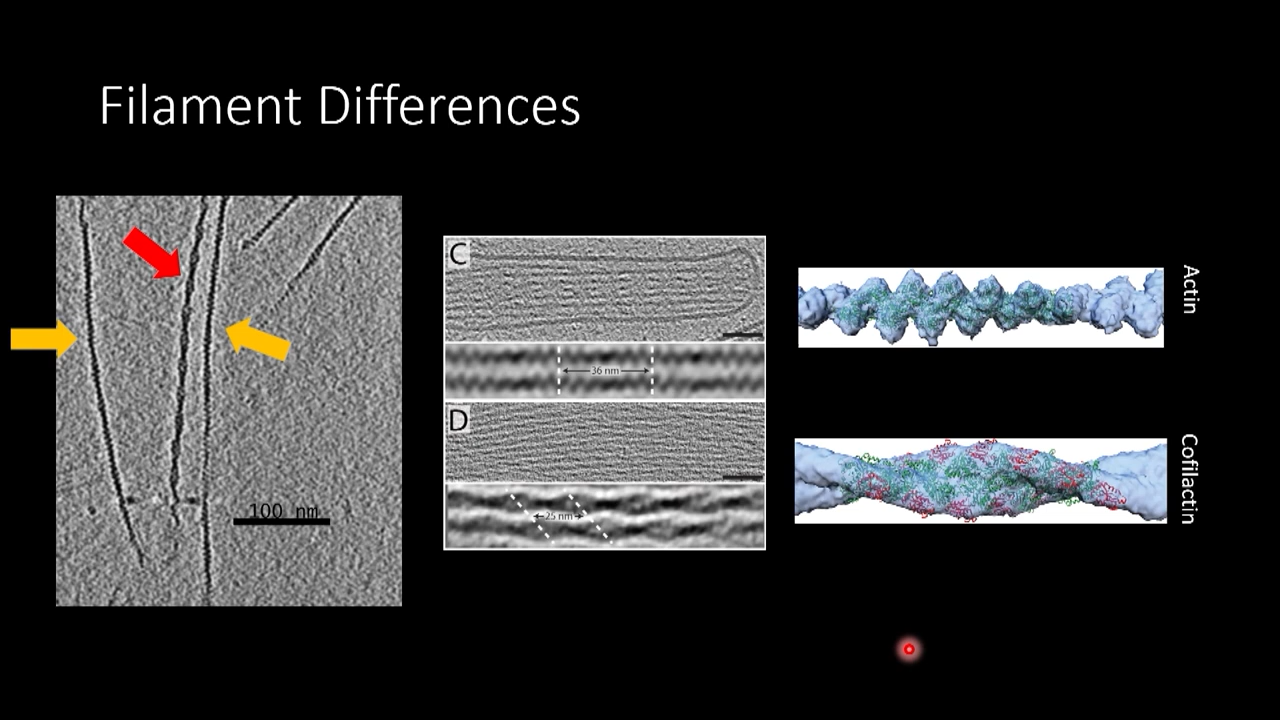 Filament Differences
100 nm
C
36 nm
D
25 nm
Actin
Cofilactin